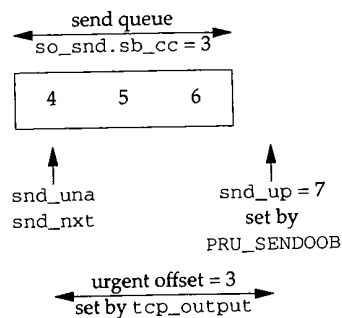 send queue
so_snd.sb_cc = 3
4 5 6
snd_una
snd_nxt
snd_up = 7
set by
PRU_SENDOOB
urgent offset = 3
set by tcp_output